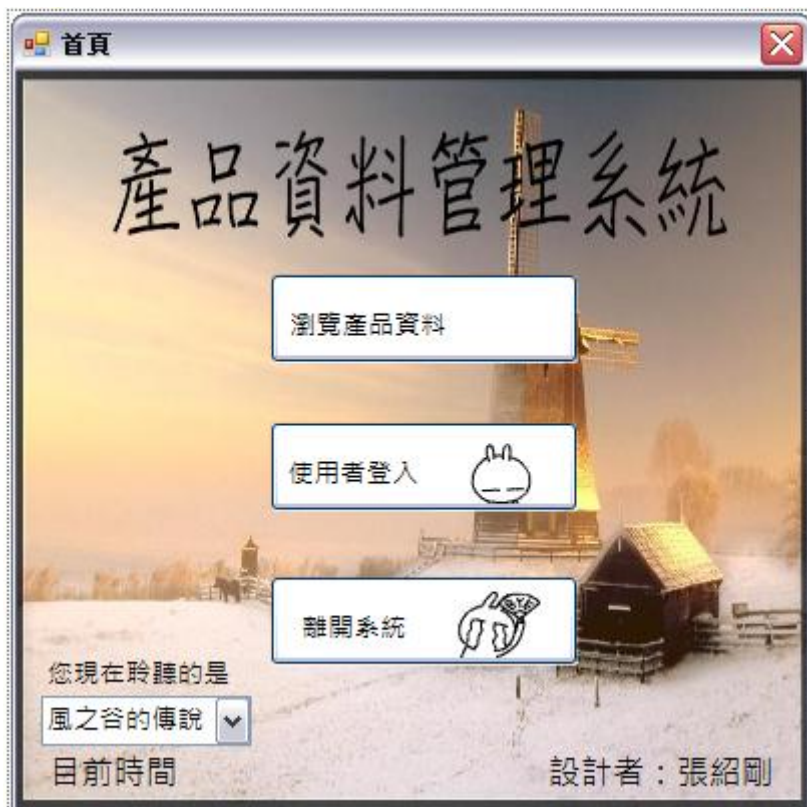 首頁
產品資料管理系統
瀏覽產品資料
使用者登入
離開系統
您現在聆聽的是
風之谷的傳說
目前時間
設計者：張紹剛